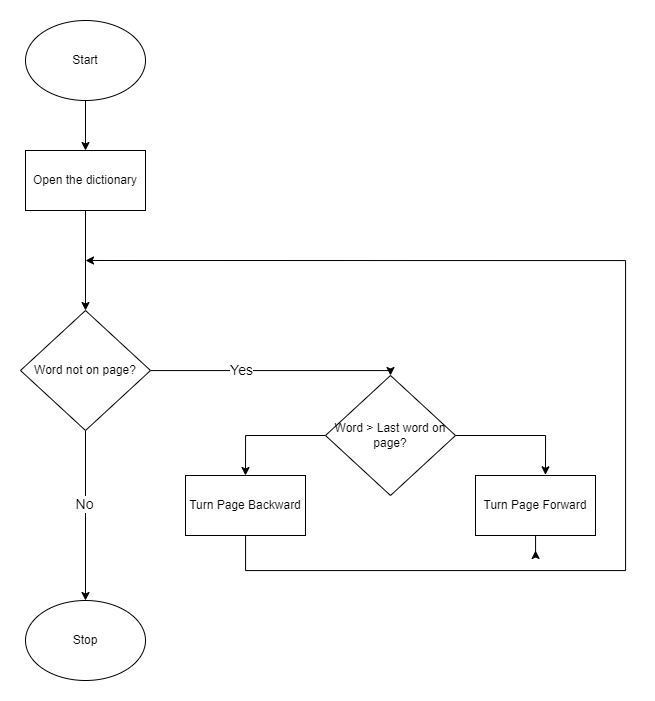 Start
Open the dictionary
Word not on page?
Yes
Word > Last word on
page?
Turn Page Backward
Turn Page Forward
No
Stop